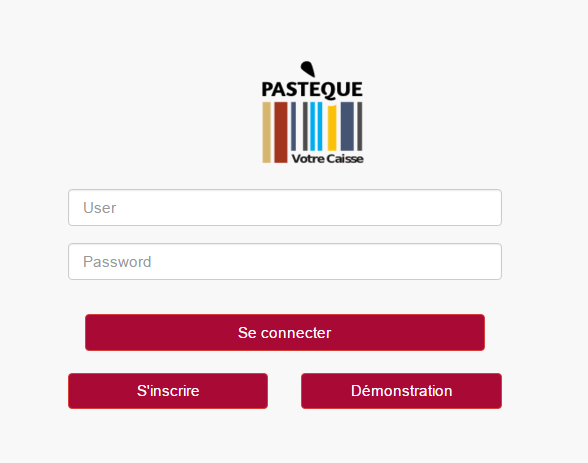 PASTÈQUE
Votre Caisse
User
Password
Se connecter
S'inscrire
Démonstration